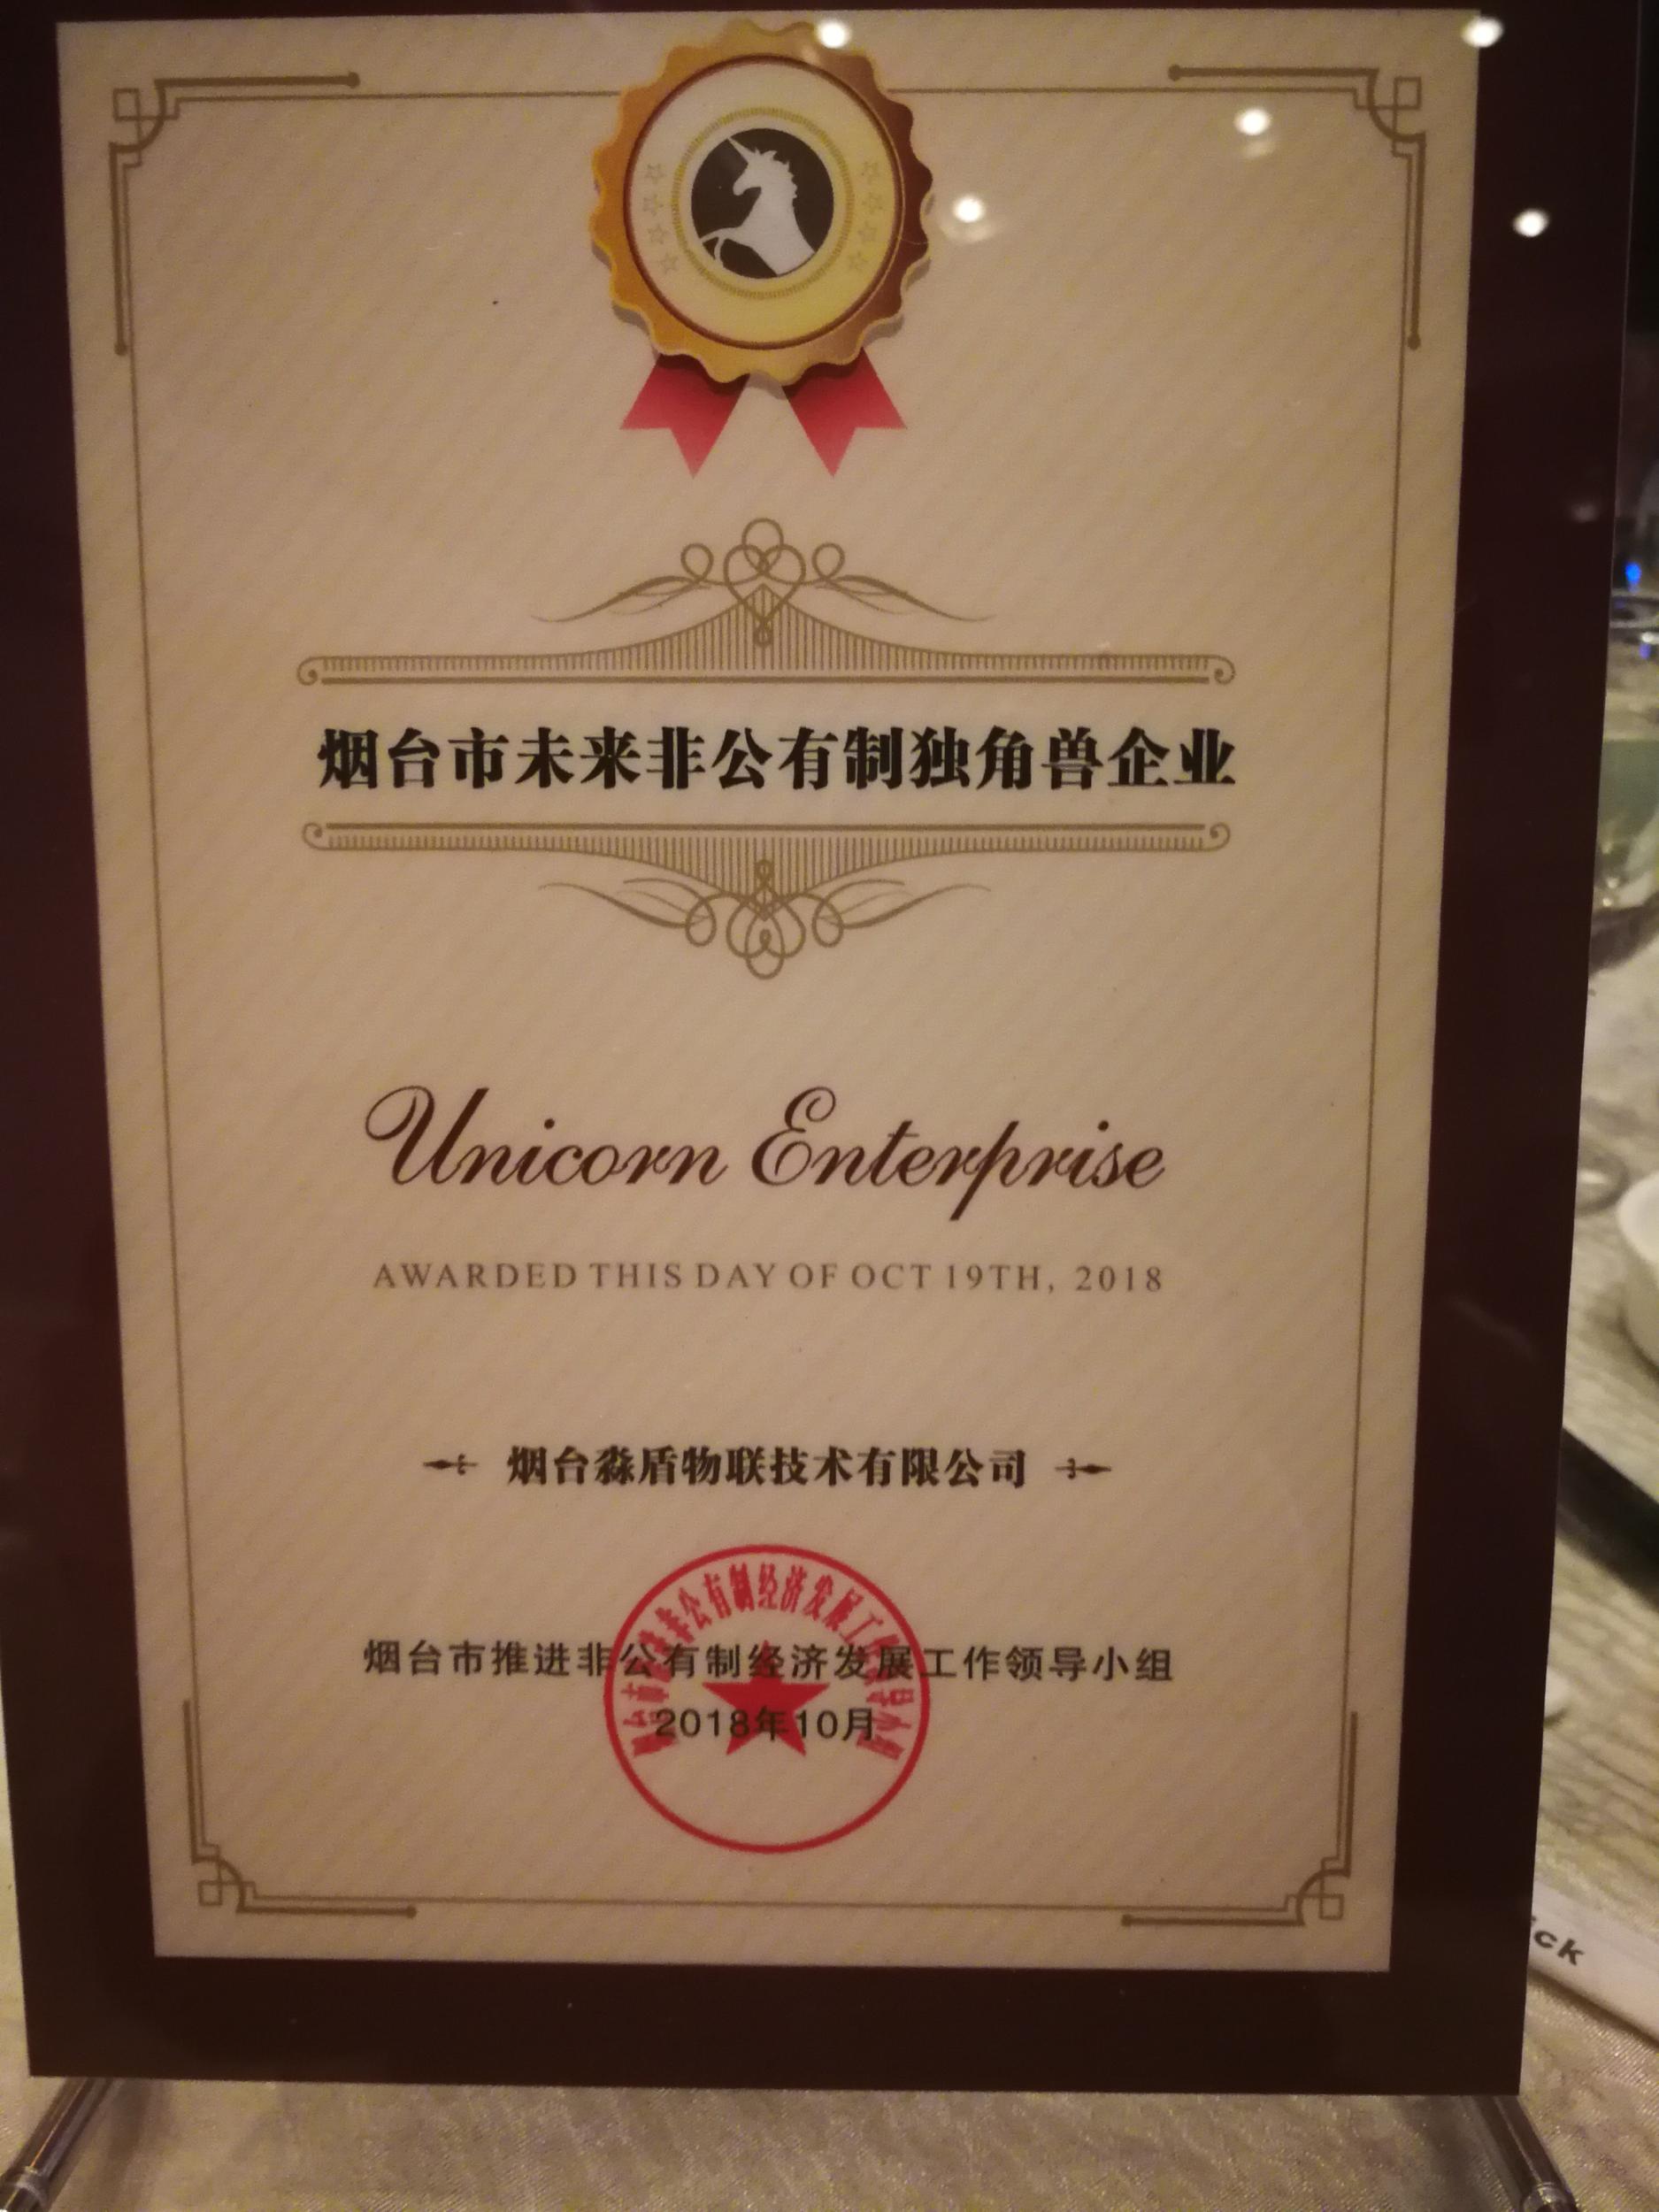 烟台市未来非公有制独角兽企业
Unicorn Enterprise
AWARDED THIS DAY OF OCT 19TH, 2018
烟台淼盾物联技术有限公司
烟台市推进非公有制经济发展工作领导小组
2018年10月
ck